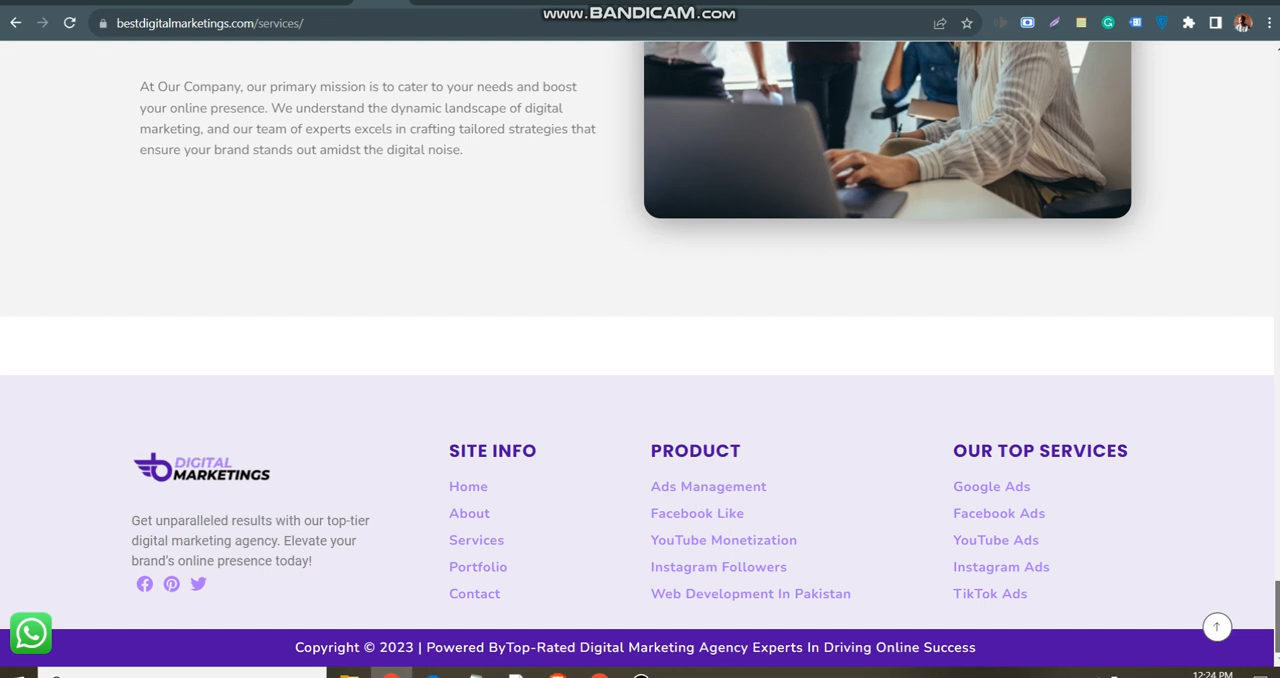 www.BANDICAM.com
bestdigitalmarketings.com/services/
At Our Company, our primary mission is to cater to your needs and boost
your online presence. We understand the dynamic landscape of digital
marketing, and our team of experts excels in crafting tailored strategies that
ensure your brand stands out amidst the digital noise.
DIGITAL
MARKETINGS
Get unparalleled results with our top-tier
digital marketing agency. Elevate your
brand's online presence today!
SITE INFO
Home
About
Services
Portfolio
Contact
PRODUCT
Ads Management
Facebook Like
YouTube Monetization
Instagram Followers
Web Development In Pakistan
OUR TOP SERVICES
Google Ads
Facebook Ads
YouTube Ads
Instagram Ads
TikTok Ads
Copyright © 2023 | Powered ByTop-Rated Digital Marketing Agency Experts In Driving Online Success
12:24 PM